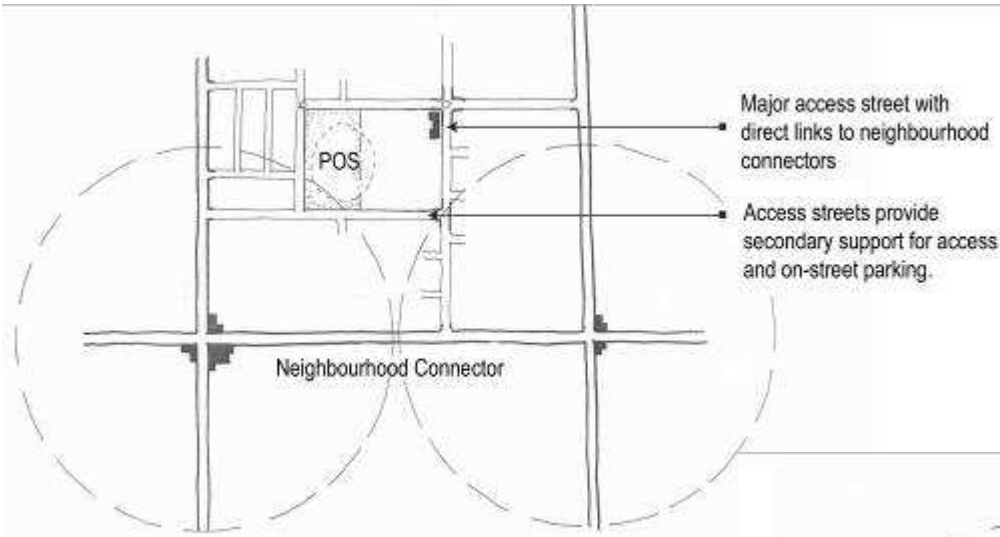 Major access street with
direct links to neighbourhood
connectors
POS
Access streets provide
secondary support for access
and on-street parking.
Neighbourhood Connector